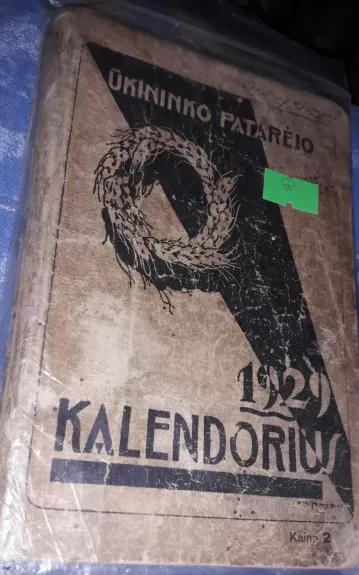 ŪKININKO PATARĖJO
1929
KALENDORIUS
Kaina 2